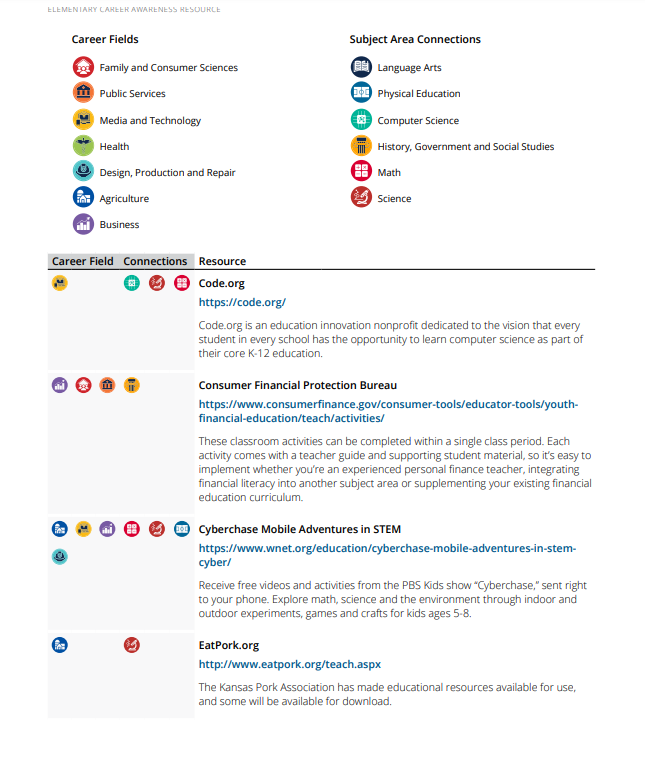 ELEMENTARY CAREER AWARENESS RESOURCE
Career Fields
Family and Consumer Sciences
Public Services
Media and Technology
Health
Design, Production and Repair
Agriculture
Business
Subject Area Connections
Language Arts
Physical Education
Computer Science
History, Government and Social Studies
Math
Science
Career Field Connections Resource
Code.org
https://code.org/
Code.org is an education innovation nonprofit dedicated to the vision that every
student in every school has the opportunity to learn computer science as part of
their core K-12 education.
Consumer Financial Protection Bureau
https://www.consumerfinance.gov/consumer-tools/educator-tools/youth-
financial-education/teach/activities/
These classroom activities can be completed within a single class period. Each
activity comes with a teacher guide and supporting student material, so it’s easy to
implement whether you’re an experienced personal finance teacher, integrating
financial literacy into another subject area or supplementing your existing financial
education curriculum.
Cyberchase Mobile Adventures in STEM
https://www.wnet.org/education/cyberchase-mobile-adventures-in-stem-
cyber/
Receive free videos and activities from the PBS Kids show “Cyberchase,” sent right
to your phone. Explore math, science and the environment through indoor and
outdoor experiments, games and crafts for kids ages 5-8.
EatPork.org
http://www.eatpork.org/teach.aspx
The Kansas Pork Association has made educational resources available for use,
and some will be available for download.